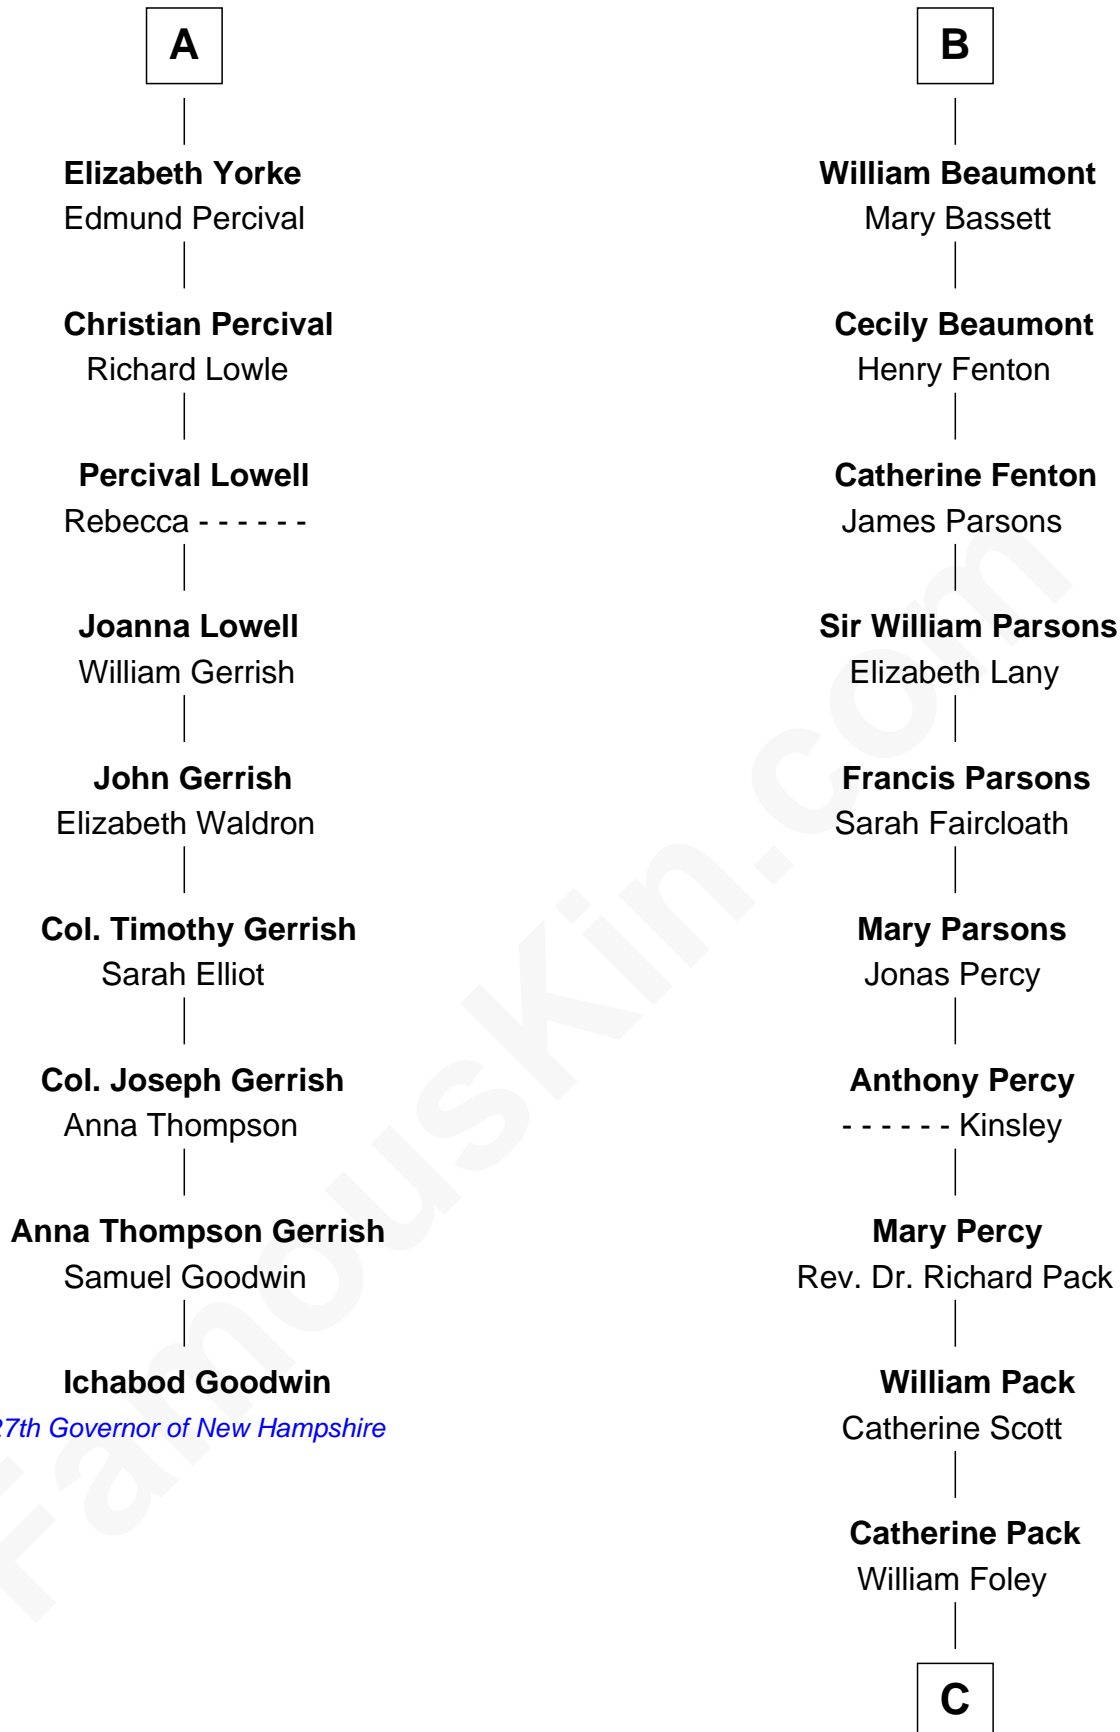 A
Elizabeth Yorke
Edmund Percival
Christian Percival
Richard Lowle
Percival Lowell
Rebecca - - - - - -
Joanna Lowell
William Gerrish
John Gerrish
Elizabeth Waldron
Col. Timothy Gerrish
Sarah Elliot
Col. Joseph Gerrish
Anna Thompson
Anna Thompson Gerrish
Samuel Goodwin
Ichabod Goodwin
27th Governor of New Hampshire
B
William Beaumont
Mary Bassett
Cecily Beaumont
Henry Fenton
Catherine Fenton
James Parsons
Sir William Parsons
Elizabeth Lany
Francis Parsons
Sarah Faircloath
Mary Parsons
Jonas Percy
Anthony Percy
- - - - - - Kinsley
Mary Percy
Rev. Dr. Richard Pack
William Pack
Catherine Scott
Catherine Pack
William Foley
C
FamousKin.com